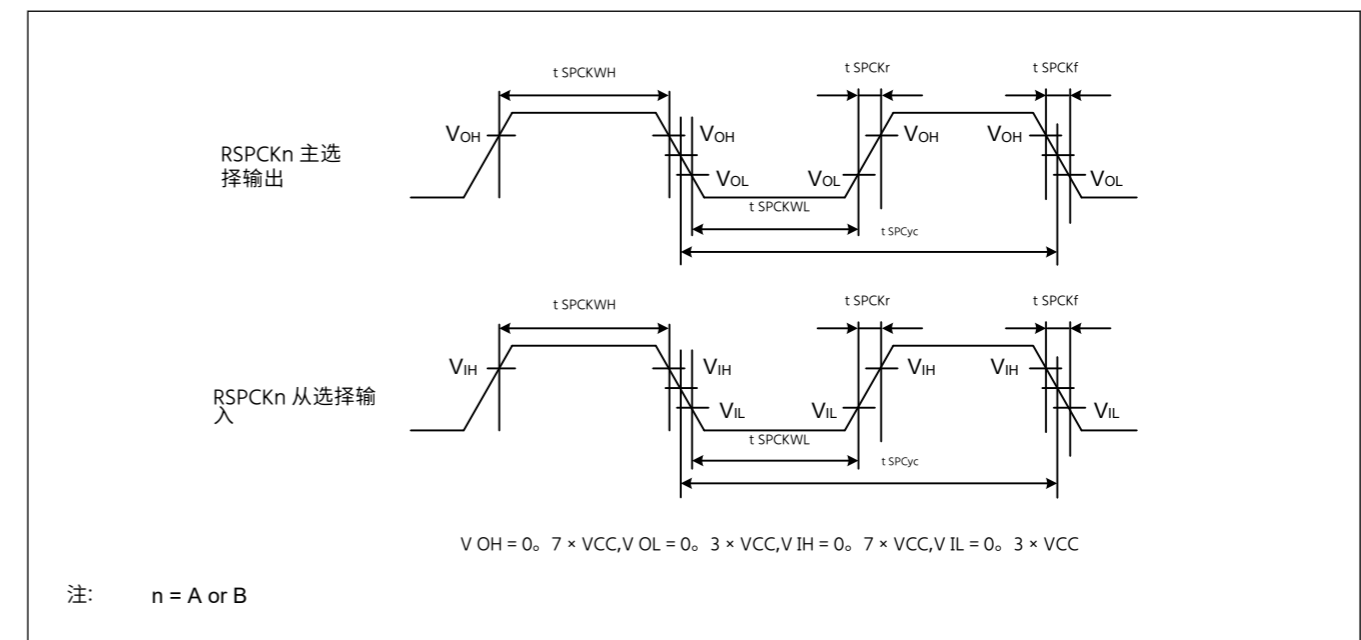 t SPCKWH
t SPCKr
t SPCKf
VOH
VOH
VOH
VOH
RSPCKn 主选
择输出
VOL
VOL
VOL
t SPCKWL
t SPCyc
t SPCKWH
t SPCKr
t SPCKf
VIH
VIH
VIH
VIH
RSPCKn 从选择输
入
VIL
VIL
VIL
t SPCKWL
t SPCyc
V OH = 0。7 × VCC,V OL = 0。3 × VCC,V IH = 0。7 × VCC,V IL = 0。3 × VCC
注: n = A or B